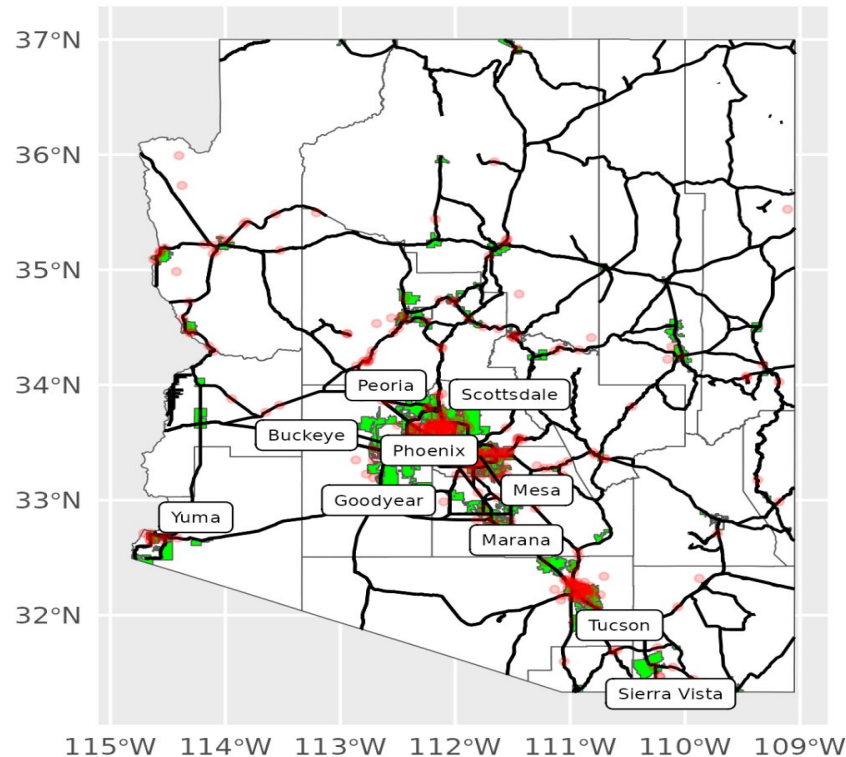 37°N
36°N
35°N
34°N
33°N
32°N
Peoria
Scottsdale
Buckeye
Phoenix
Goodyear
Mesa
Yuma
Marana
Tucson
Sierra Vista
115°W 114°W 113°W 112°W 111°W 110°W 109°W